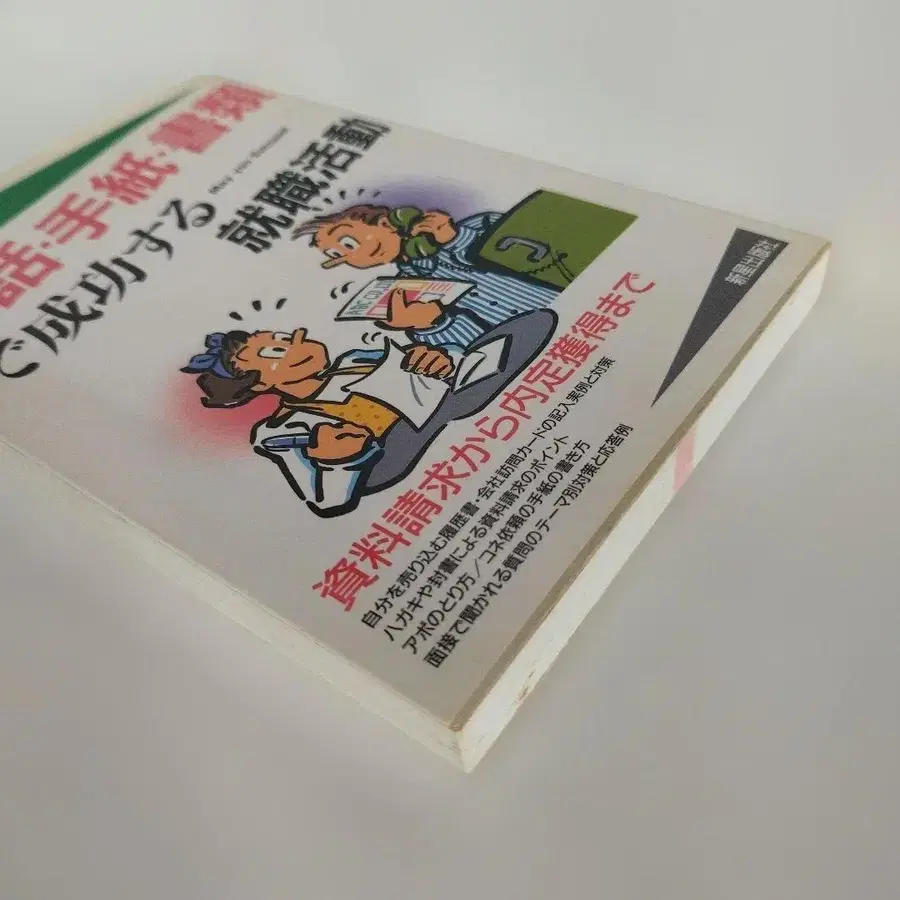 話・手紙・書類
で成功する
就職活動
資料請求から内定獲得まで
自分を売り込む履歴書・会社訪問カードの記入実例と対策
ハガキや封書による資料請求のポイント
アポのとり方/コネ依頼の手紙の書き方
面接で聞かれる質問のテーマ別対策と応答例
新星出版社